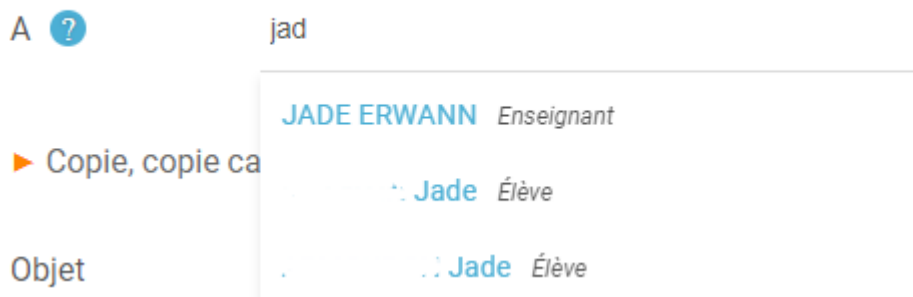 A ? jad
JADE ERWANN Enseignant
► Copie, copie ca
Jade Élève
Objet
Jade Élève